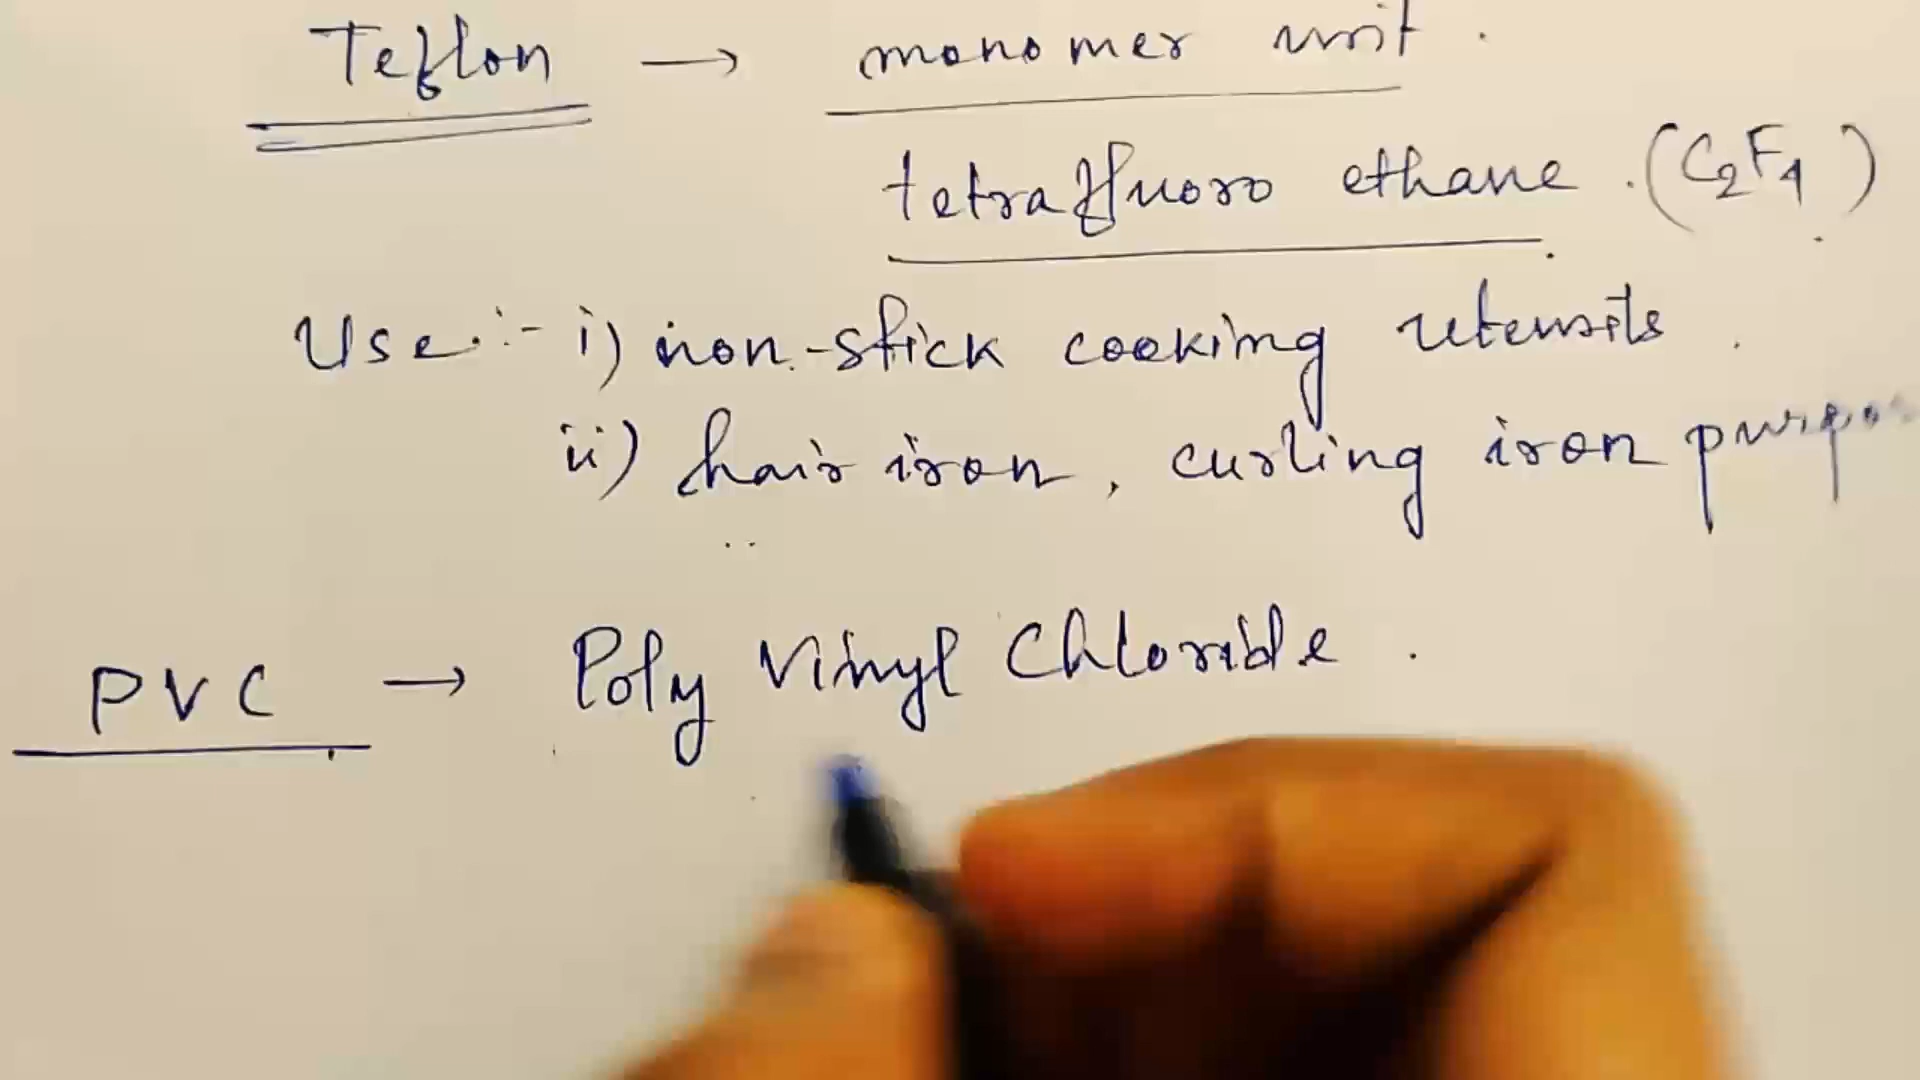 Teflon → monomer unit.
tetrafluoro ethane. (C₂F₄)
Use:- i) non-stick cooking utensils.
ii) hair iron, curling iron
PVC → Poly Vinyl Chloride.